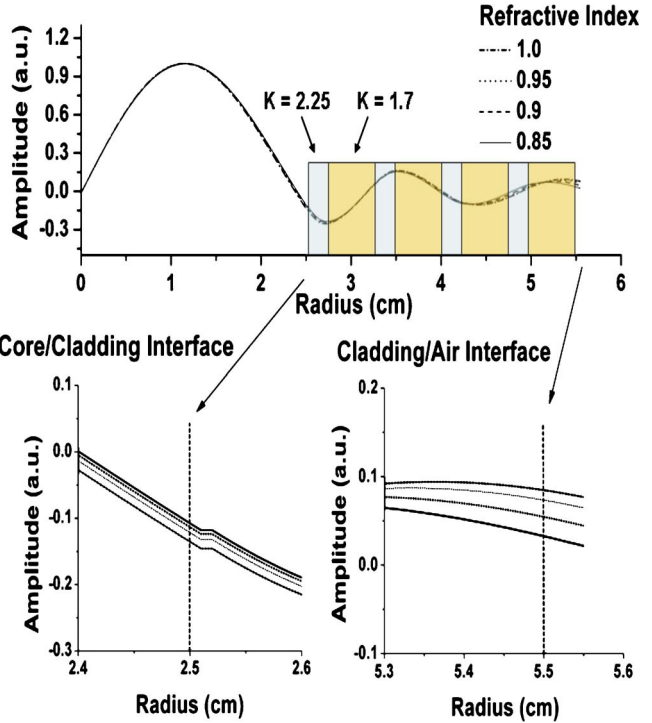 Refractive Index
1.0
0.95
0.9
0.85
K = 2.25 K = 1.7
Amplitude (a.u.)
1.2
0.9
0.6
0.3
0.0
-0.3
0 1 2 3 4 5 6
Radius (cm)
Core/Cladding Interface
Amplitude (a.u.)
0.1
0.0
-0.1
-0.2
-0.3
2.4 2.5 2.6
Radius (cm)
Cladding/Air Interface
Amplitude (a.u.)
0.2
0.1
0.0
-0.1
5.3 5.4 5.5 5.6
Radius (cm)